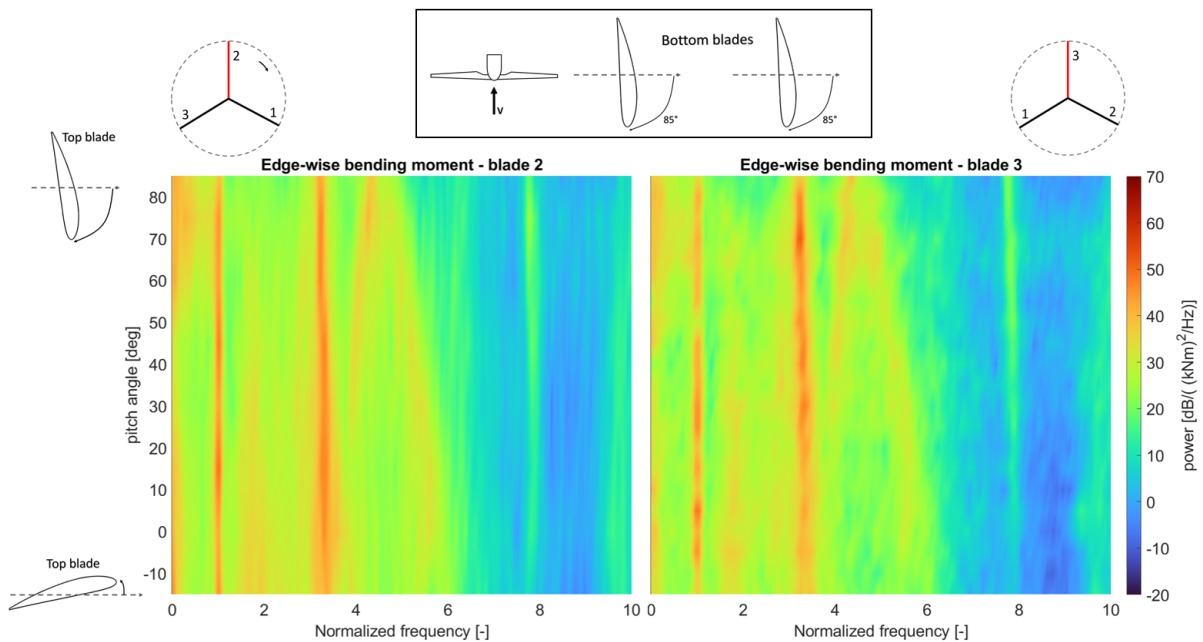 2
3
1
Bottom blades
v
85°
85°
3
1
2
Top blade
Edge-wise bending moment - blade 2
Edge-wise bending moment - blade 3
pitch angle [deg]
80
70
60
50
40
30
20
10
0
-10
Top blade
0 2 4 6 8 10
Normalized frequency [-]
0 2 4 6 8 10
Normalized frequency [-]
70
60
50
40
30
20
10
0
-10
-20
power [dB/( (kNm)²/Hz)]